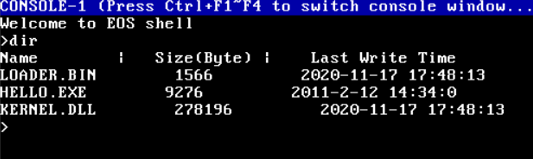 CONSOLE-1 (Press Ctrl+F1~F4 to switch console window...
Welcome to EOS shell
>dir
Name | Size(Byte) | Last Write Time
LOADER.BIN 1566 2020-11-17 17:48:13
HELLO.EXE 9276 2011-2-12 14:34:0
KERNEL.DLL 278196 2020-11-17 17:48:13
>